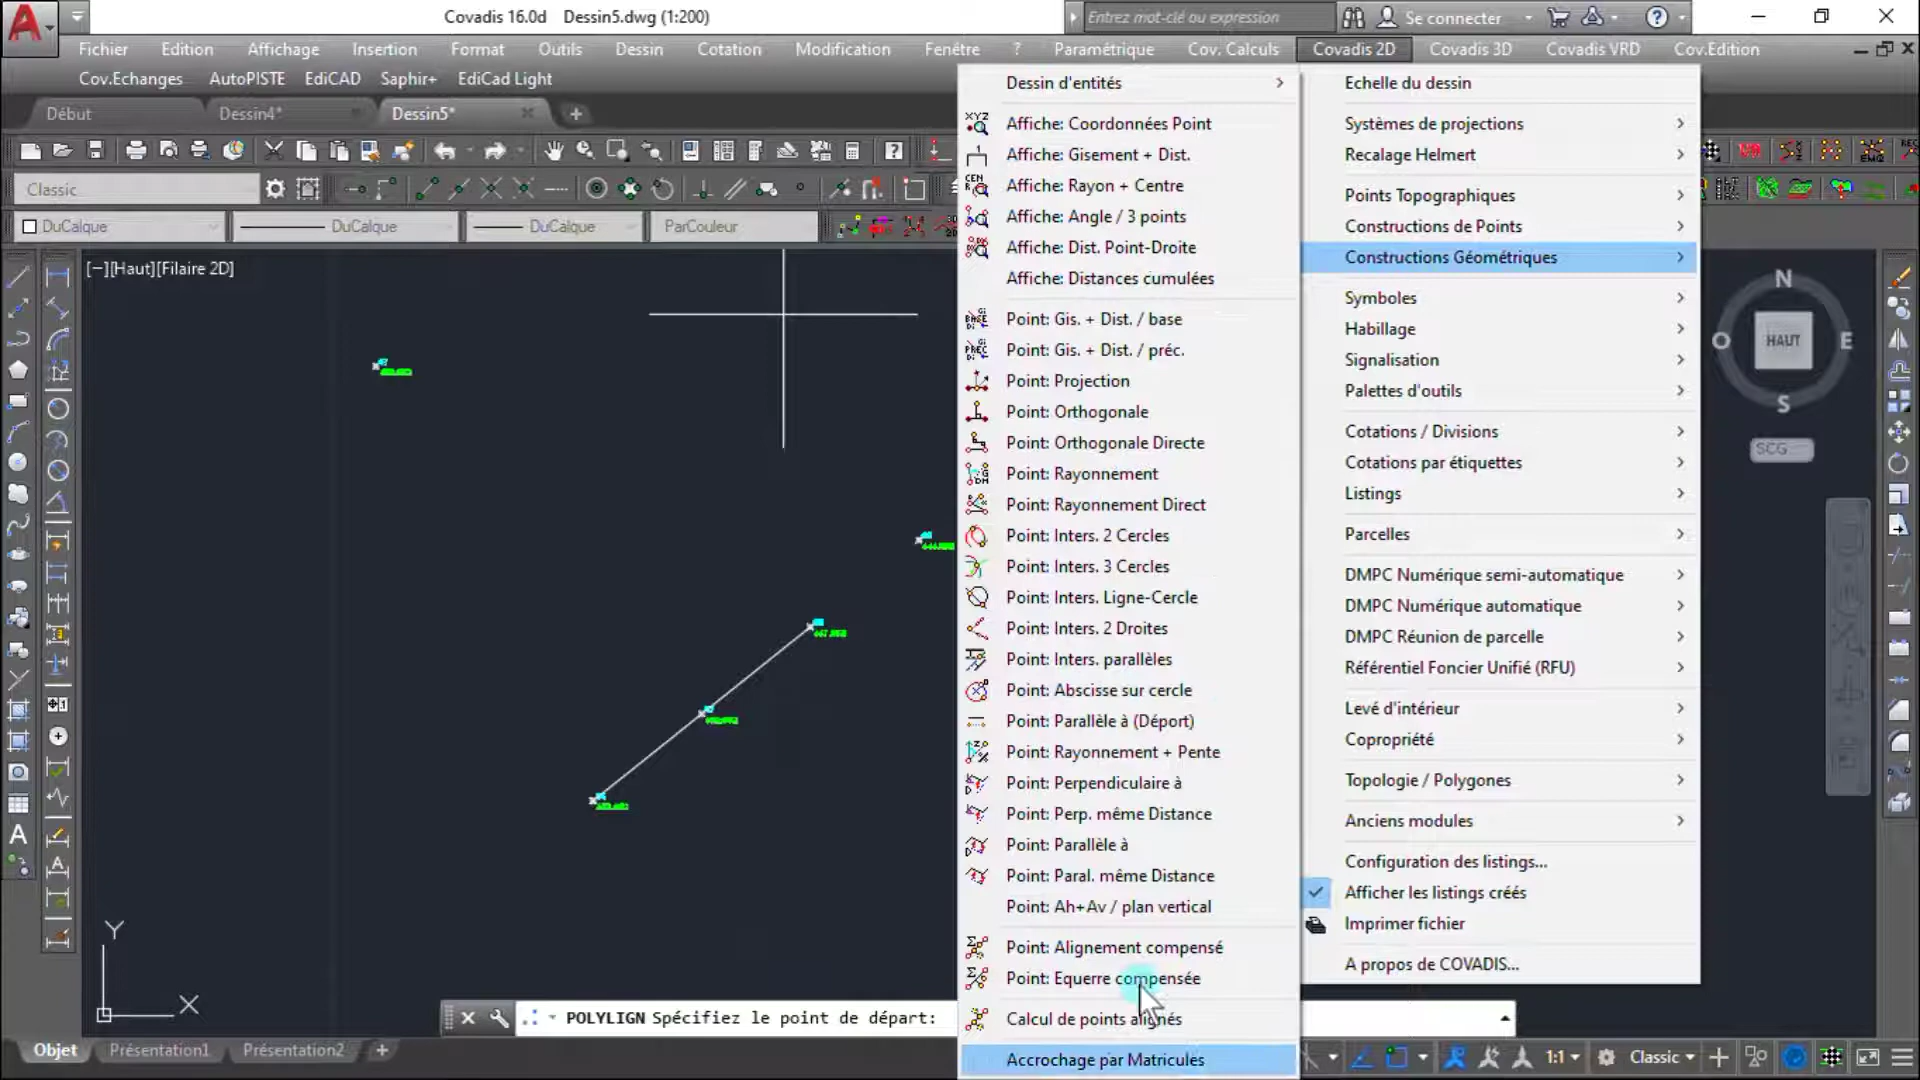 Covadis 16.0d Dessin5.dwg (1:200)
Entrez mot-clé ou expression
Se connecter
Fichier Edition Affichage Insertion Format Outils Dessin Cotation Modification Fenêtre ? Paramétrique Cov. Calculs Covadis 2D Covadis 3D Covadis VRD Cov.Edition
Cov.Echanges AutoPISTE EdiCAD Saphir+ EdiCad Light
Début Dessin4* Dessin5*
Classic
DuCalque DuCalque DuCalque ParCouleur
[−][Haut][Filaire 2D]
Dessin d'entités
Affiche: Coordonnées Point
Affiche: Gisement + Dist.
Affiche: Rayon + Centre
Affiche: Angle / 3 points
Affiche: Dist. Point-Droite
Affiche: Distances cumulées
Point: Gis. + Dist. / base
Point: Gis. + Dist. / préc.
Point: Projection
Point: Orthogonale
Point: Orthogonale Directe
Point: Rayonnement
Point: Rayonnement Direct
Point: Inters. 2 Cercles
Point: Inters. 3 Cercles
Point: Inters. Ligne-Cercle
Point: Inters. 2 Droites
Point: Inters. parallèles
Point: Abscisse sur cercle
Point: Parallèle à (Déport)
Point: Rayonnement + Pente
Point: Perpendiculaire à
Point: Perp. même Distance
Point: Parallèle à
Point: Paral. même Distance
Point: Ah+Av / plan vertical
Point: Alignement compensé
Point: Equerre compensée
Calcul de points alignés
Accrochage par Matricules
Echelle du dessin
Systèmes de projections
Recalage Helmert
Points Topographiques
Constructions de Points
Constructions Géométriques
Symboles
Habillage
Signalisation
Palettes d'outils
Cotations / Divisions
Cotations par étiquettes
Listings
Parcelles
DMPC Numérique semi-automatique
DMPC Numérique automatique
DMPC Réunion de parcelle
Référentiel Foncier Unifié (RFU)
Levé d'intérieur
Copropriété
Topologie / Polygones
Anciens modules
Configuration des listings...
Afficher les listings créés
Imprimer fichier
A propos de COVADIS...
N
O HAUT E
S
SCG
Y
X
POLYLIGN Spécifiez le point de départ:
Objet Présentation1 Présentation2 +
1:1 Classic